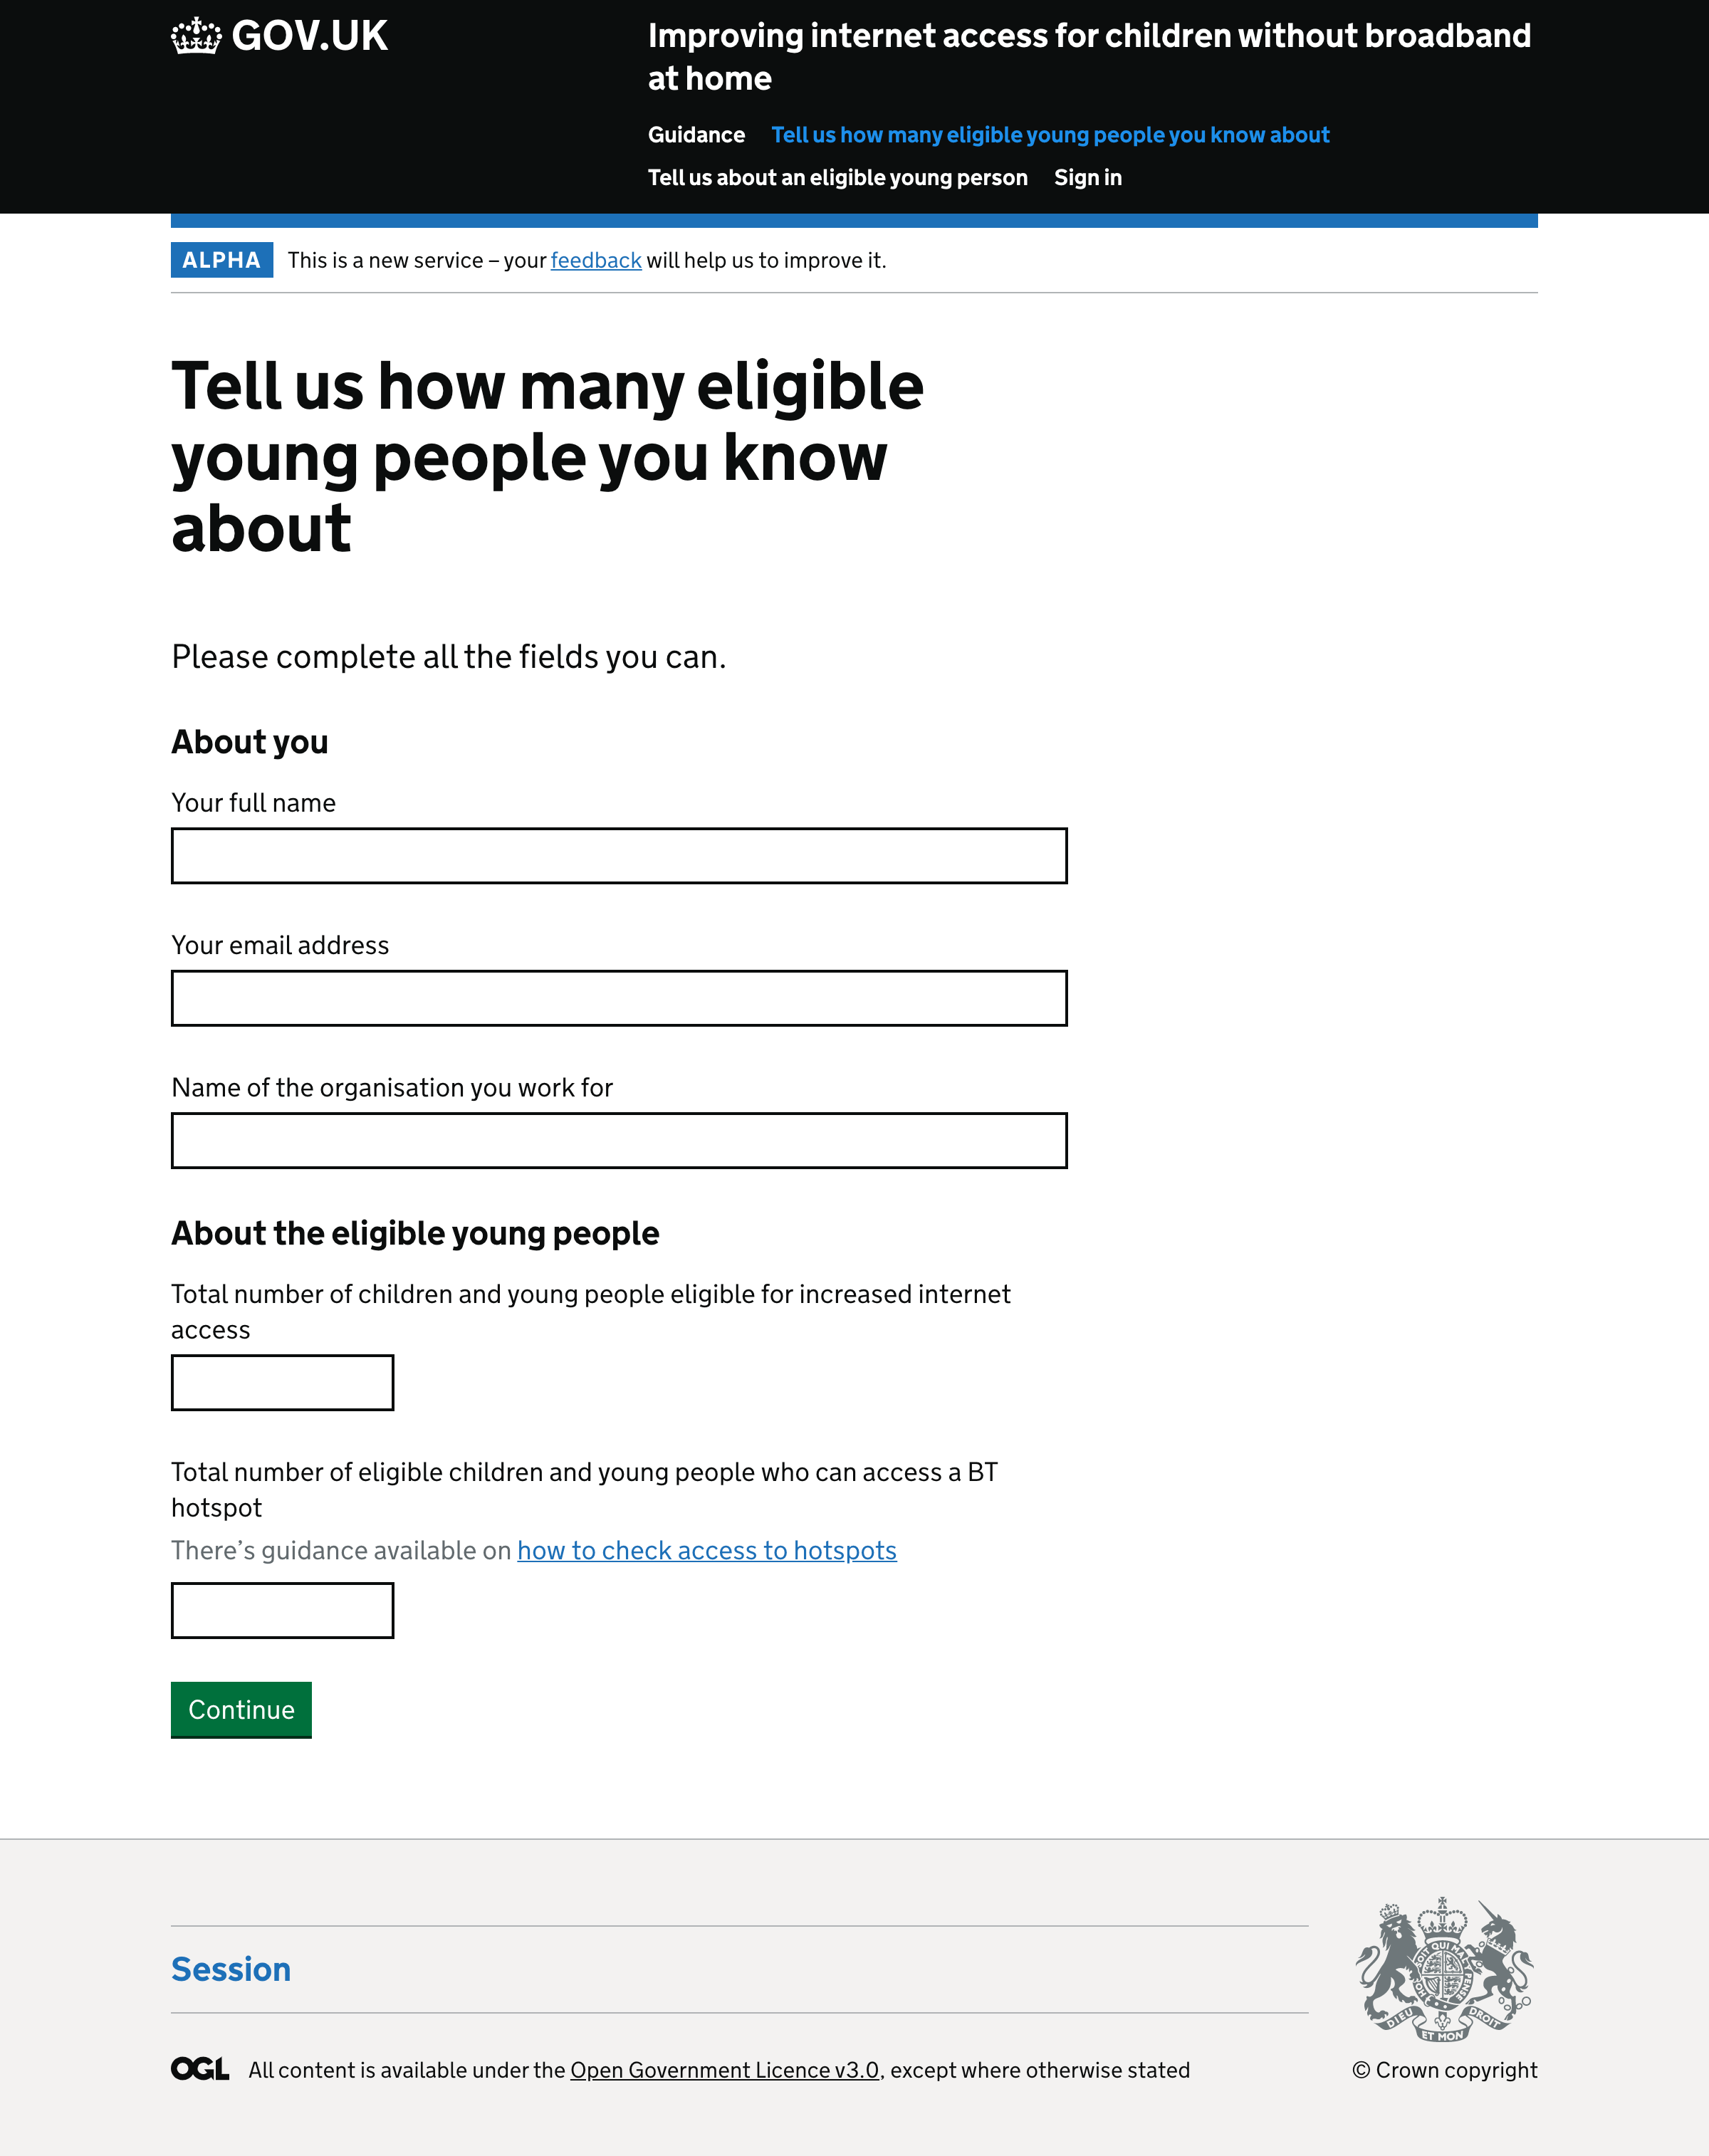 GOV.UK
Improving internet access for children without broadband
at home
Guidance Tell us how many eligible young people you know about
Tell us about an eligible young person Sign in
ALPHA This is a new service – your feedback will help us to improve it.
Tell us how many eligible
young people you know
about
Please complete all the fields you can.
About you
Your full name
Your email address
Name of the organisation you work for
About the eligible young people
Total number of children and young people eligible for increased internet
access
Total number of eligible children and young people who can access a BT
hotspot
There’s guidance available on how to check access to hotspots
Continue
Session
DIEU ET MON DROIT
OGL All content is available under the Open Government Licence v3.0, except where otherwise stated
© Crown copyright